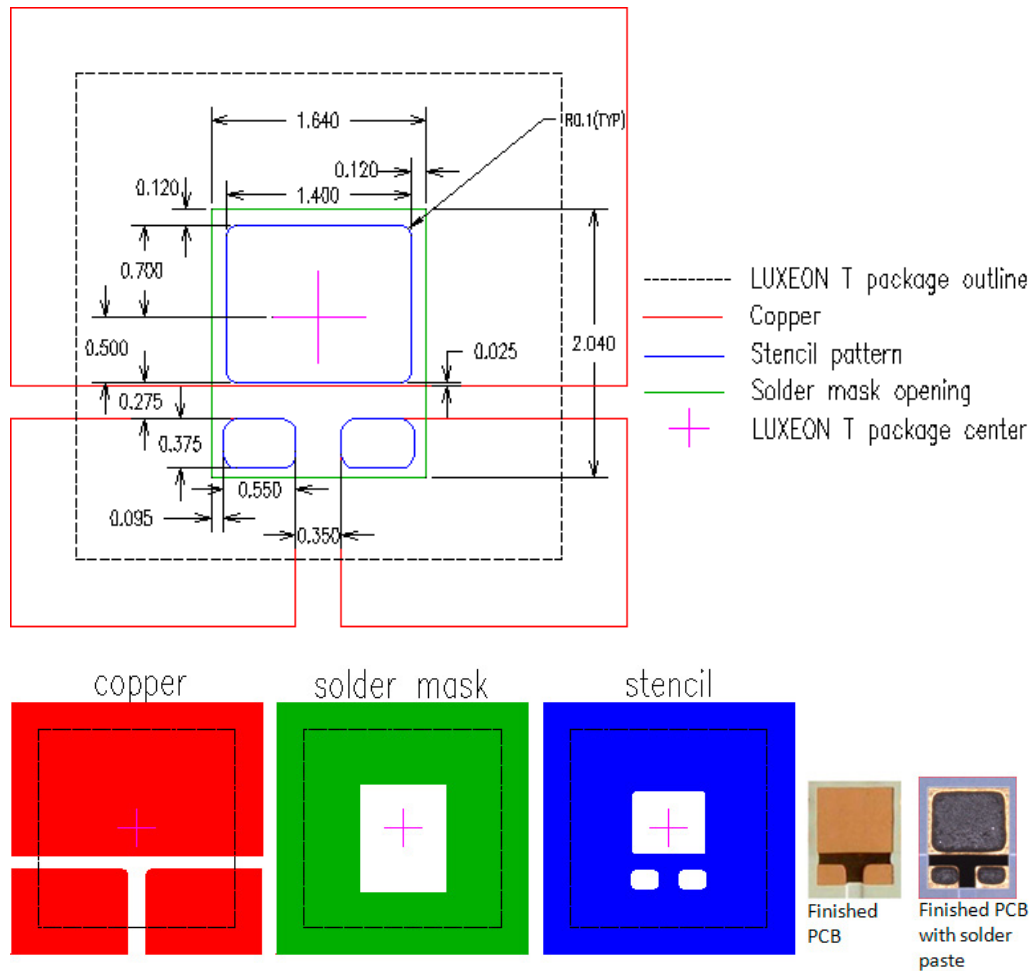 1.640
R0.1(TYP)
0.120
0.120
1.400
0.700
LUXEON T package outline
Copper
2.040
0.500
0.025
Stencil pattern
0.275
Solder mask opening
0.375
LUXEON T package center
0.550
0.095
0.350
copper
solder mask
stencil
Finished
PCB
Finished PCB
with solder
paste